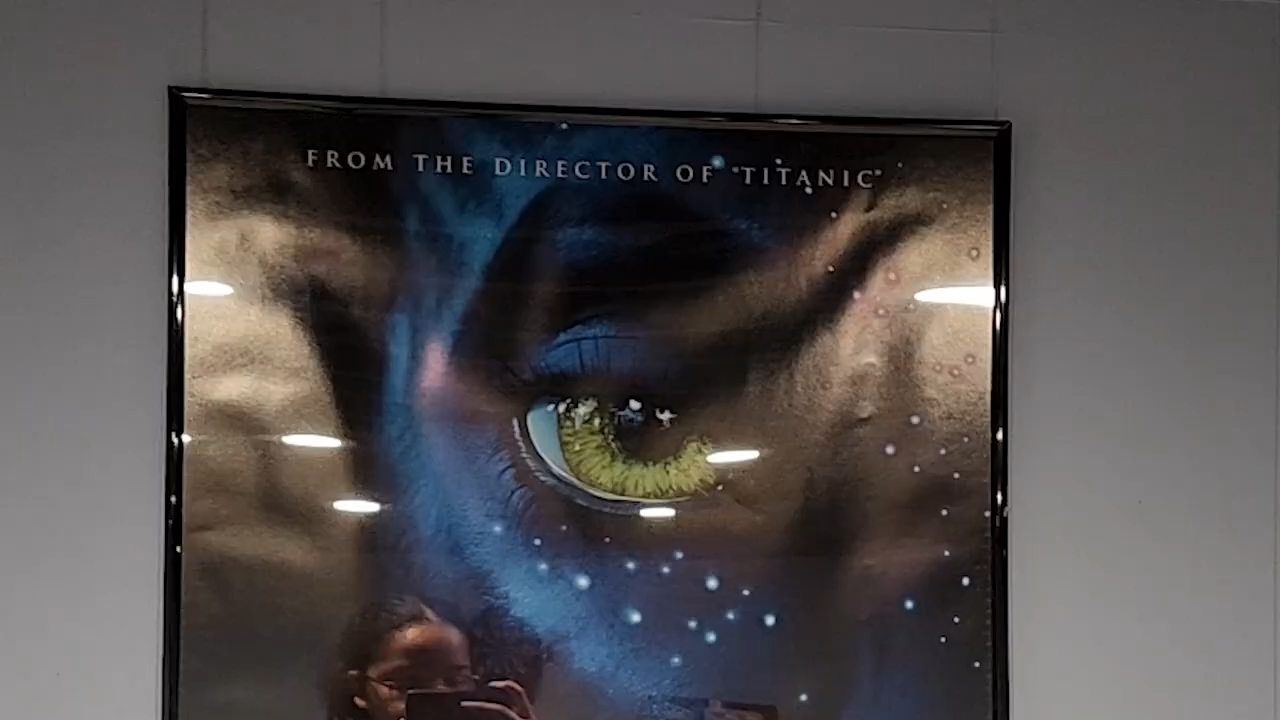 FROM THE DIRECTOR OF "TITANIC"